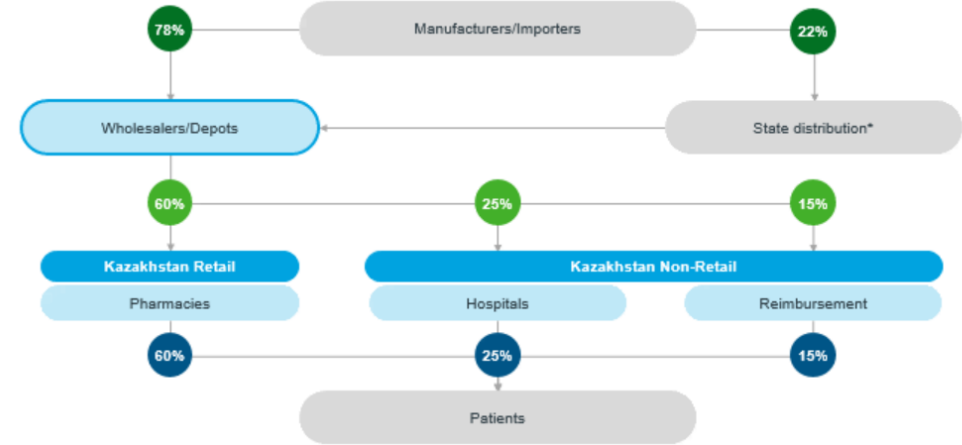 78%
Manufacturers/Importers
22%
Wholesalers/Depots
State distribution*
60%
25%
15%
Kazakhstan Retail
Kazakhstan Non-Retail
Pharmacies
Hospitals
Reimbursement
60%
25%
15%
Patients